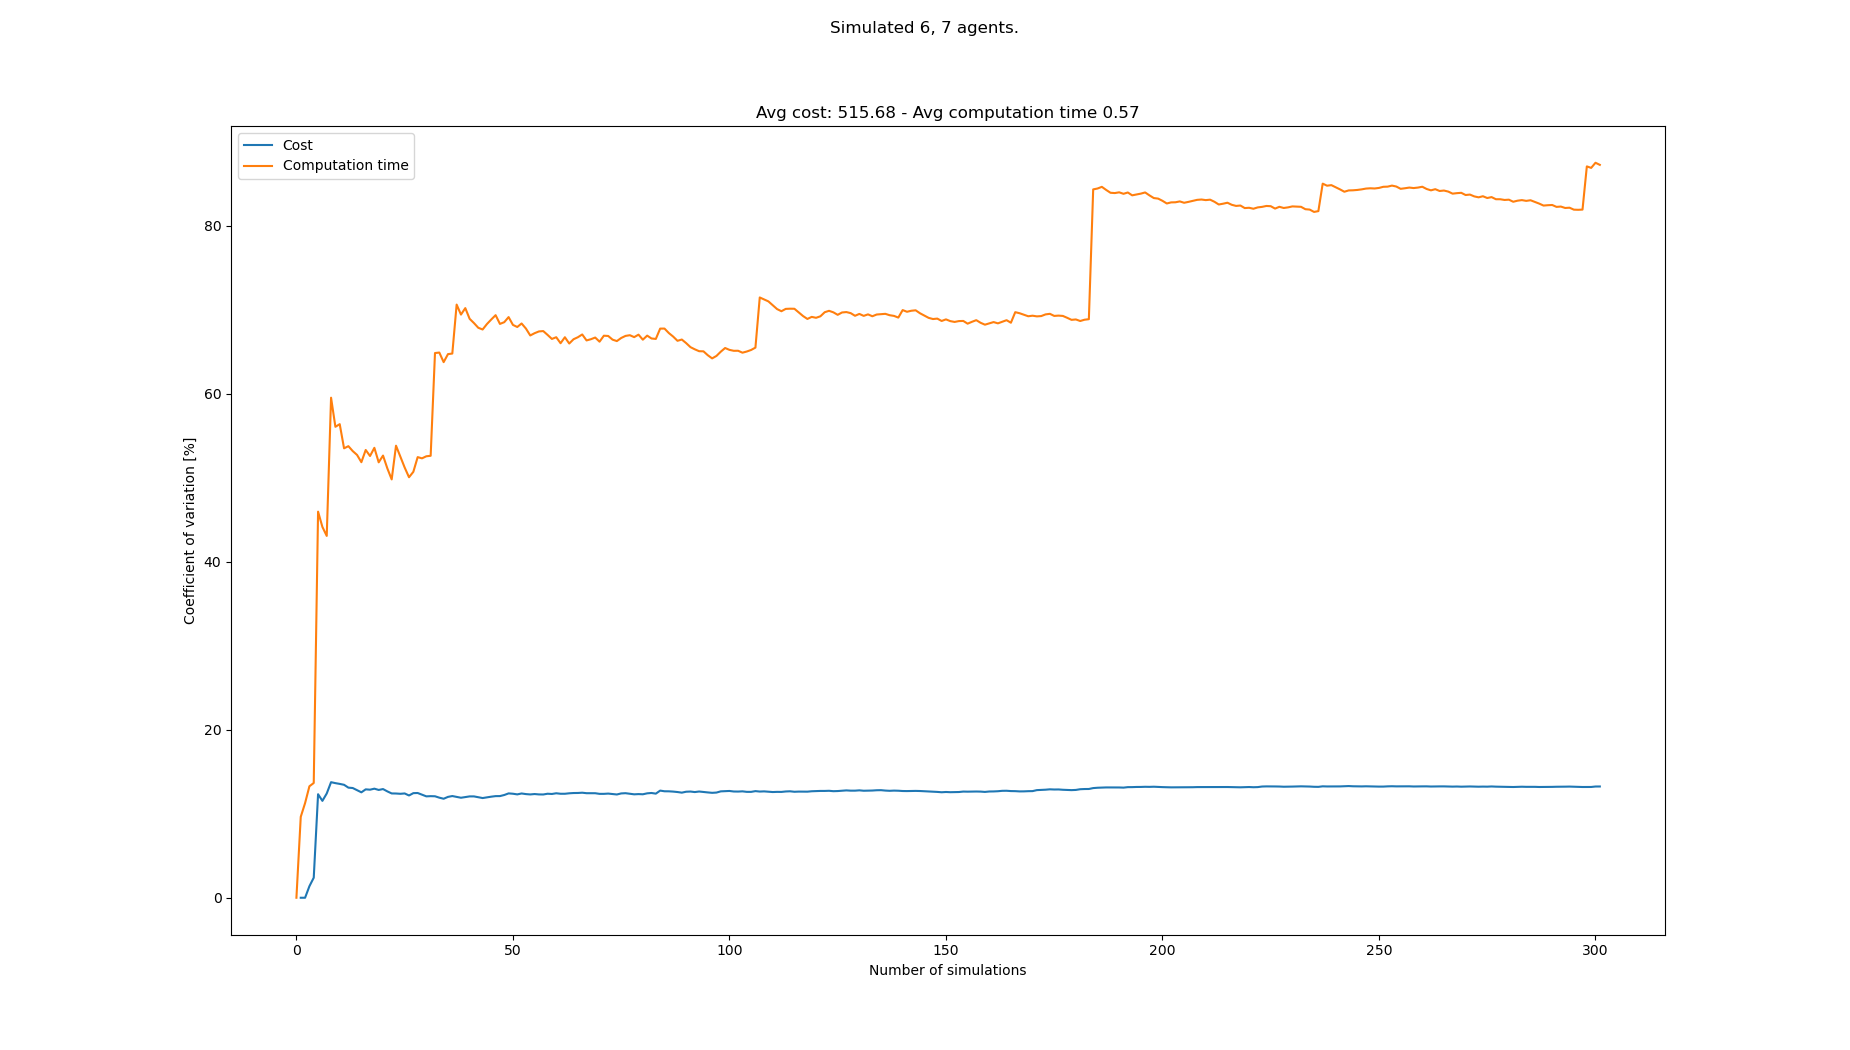 Simulated 6, 7 agents.
Avg cost: 515.68 - Avg computation time 0.57
Cost
Computation time
Coefficient of variation [%]
80
60
40
20
0
0 50 100 150 200 250 300
Number of simulations